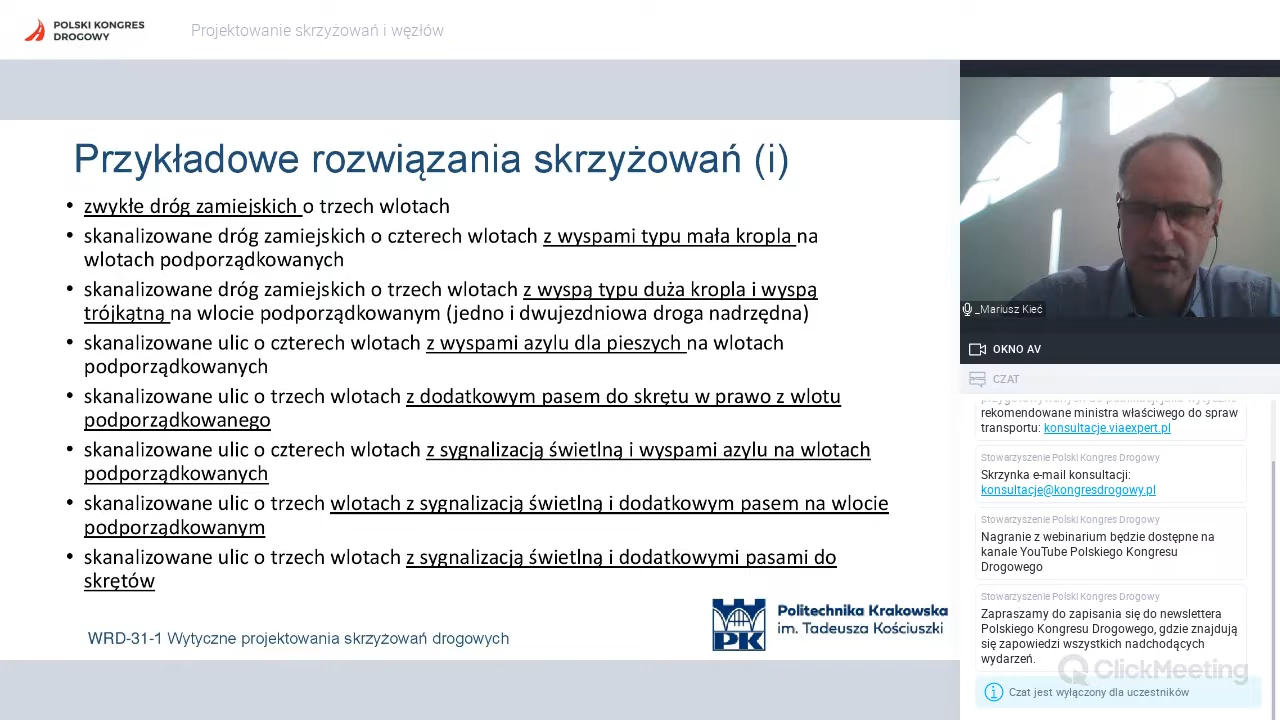 POLSKI KONGRES
DROGOWY
Projektowanie skrzyżowań i węzłów
Przykładowe rozwiązania skrzyżowań (i)
• zwykłe dróg zamiejskich o trzech wlotach
• skanalizowane dróg zamiejskich o czterech wlotach z wyspami typu mała kropla na
wlotach podporządkowanych
• skanalizowane dróg zamiejskich o trzech wlotach z wyspą typu duża kropla i wyspą
trójkątną na wlocie podporządkowanym (jedno i dwujezdniowa droga nadrzędna)
• skanalizowane ulic o czterech wlotach z wyspami azylu dla pieszych na wlotach
podporządkowanych
• skanalizowane ulic o trzech wlotach z dodatkowym pasem do skrętu w prawo z wlotu
podporządkowanego
• skanalizowane ulic o czterech wlotach z sygnalizacją świetlną i wyspami azylu na wlotach
podporządkowanych
• skanalizowane ulic o trzech wlotach z sygnalizacją świetlną i dodatkowym pasem na wlocie
podporządkowanym
• skanalizowane ulic o trzech wlotach z sygnalizacją świetlną i dodatkowymi pasami do
skrętów
WRD-31-1 Wytyczne projektowania skrzyżowań drogowych
PK
Politechnika Krakowska
im. Tadeusza Kościuszki
_Mariusz Kieć
OKNO AV
CZAT
rekomendowane ministra właściwego do spraw
transportu: konsultacje.viaexpert.pl
Stowarzyszenie Polski Kongres Drogowy
Skrzynka e-mail konsultacji:
konsultacje@kongresdrogowy.pl
Stowarzyszenie Polski Kongres Drogowy
Nagranie z webinarium będzie dostępne na
kanale YouTube Polskiego Kongresu
Drogowego
Stowarzyszenie Polski Kongres Drogowy
Zapraszamy do zapisania się do newslettera
Polskiego Kongresu Drogowego, gdzie znajdują
się zapowiedzi wszystkich nadchodzących
wydarzeń.
ClickMeeting
Czat jest wyłączony dla uczestników